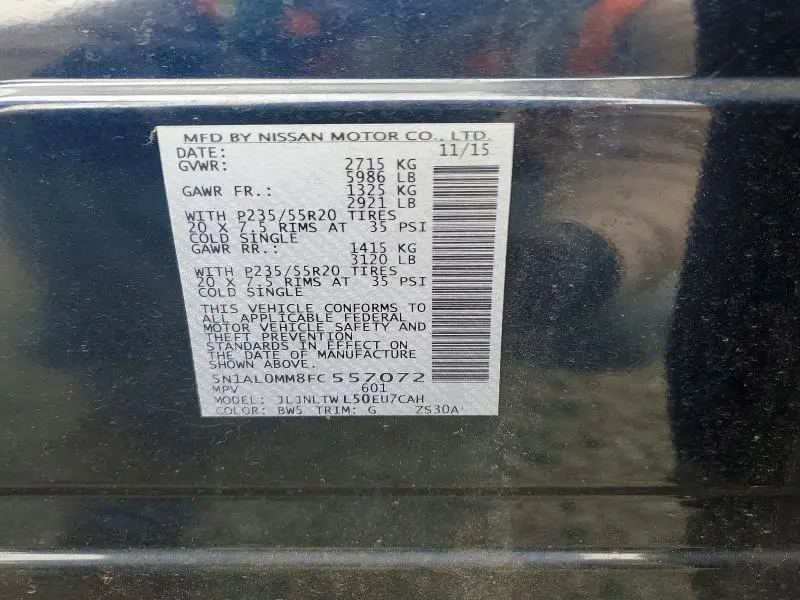 MFD BY NISSAN MOTOR CO., LTD.
DATE: 11/15
GVWR: 2715 KG
5986 LB
GAWR FR.: 1325 KG
2921 LB
WITH P235/55R20 TIRES
20 X 7.5 RIMS AT 35 PSI
COLD SINGLE
GAWR RR.: 1415 KG
3120 LB
WITH P235/55R20 TIRES
20 X 7.5 RIMS AT 35 PSI
COLD SINGLE
THIS VEHICLE CONFORMS TO
ALL APPLICABLE FEDERAL
MOTOR VEHICLE SAFETY AND
THEFT PREVENTION
STANDARDS IN EFFECT ON
THE DATE OF MANUFACTURE
SHOWN ABOVE.
5N1AL0MM8FC 557072
MPV 601
MODEL: JLJNLTW L50EU7CAH
COLOR: BW5 TRIM: G ZS30A